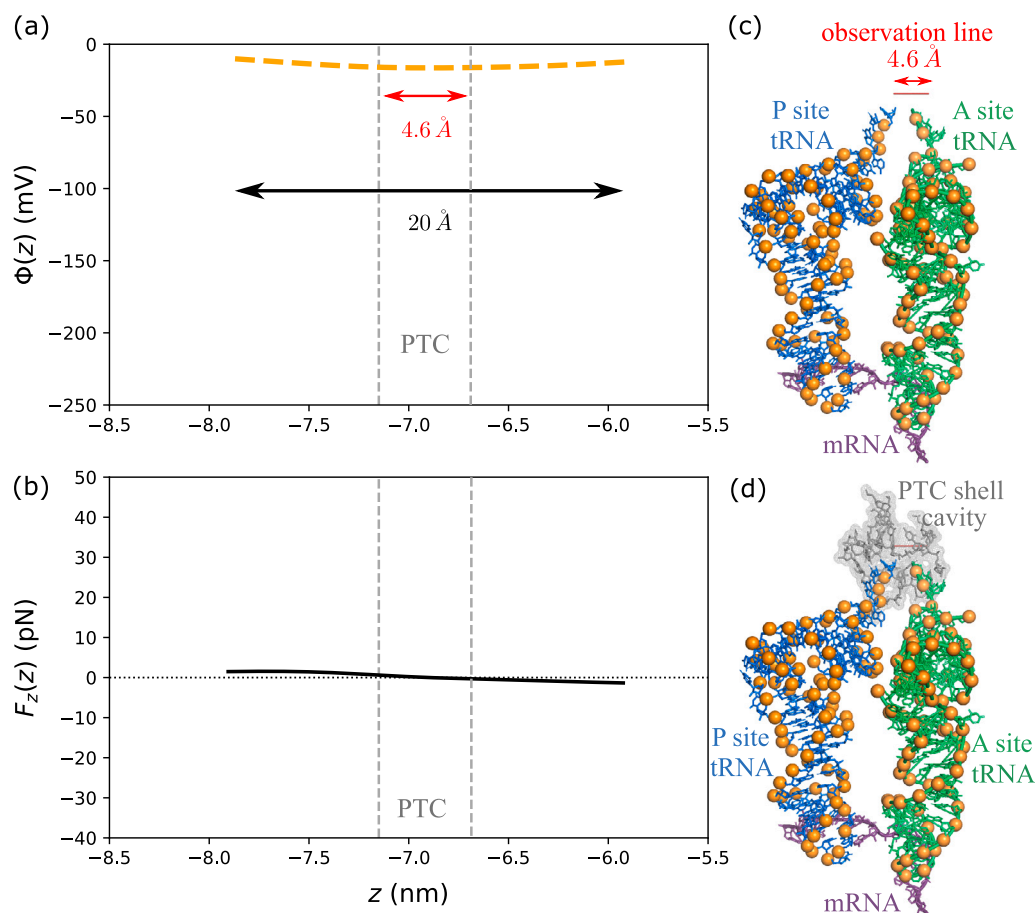 (a)
0
−50
−100
−150
−200
−250
Φ(z) (mV)
4.6 Å
20 Å
PTC
−8.5
−8.0
−7.5
−7.0
−6.5
−6.0
−5.5
(b)
50
40
30
20
10
0
−10
−20
−30
−40
F_z(z) (pN)
PTC
−8.5
−8.0
−7.5
−7.0
−6.5
−6.0
−5.5
z (nm)
(c)
observation line
4.6 Å
P site
tRNA
A site
tRNA
mRNA
(d)
PTC shell
cavity
P site
tRNA
A site
tRNA
mRNA